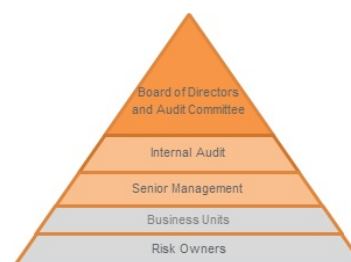 Board of Directors
and Audit Committee
Internal Audit
Senior Management
Business Units
Risk Owners